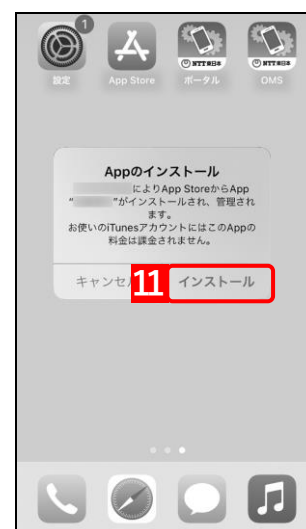 1
設定
App Store
NTT東日本
ポータル
NTT東日本
OMS
Appのインストール
によりApp StoreからApp
“ ”がインストールされ、管理され
ます。
お使いのiTunesアカウントにはこのAppの
料金は課金されません。
キャンセ
11
インストール